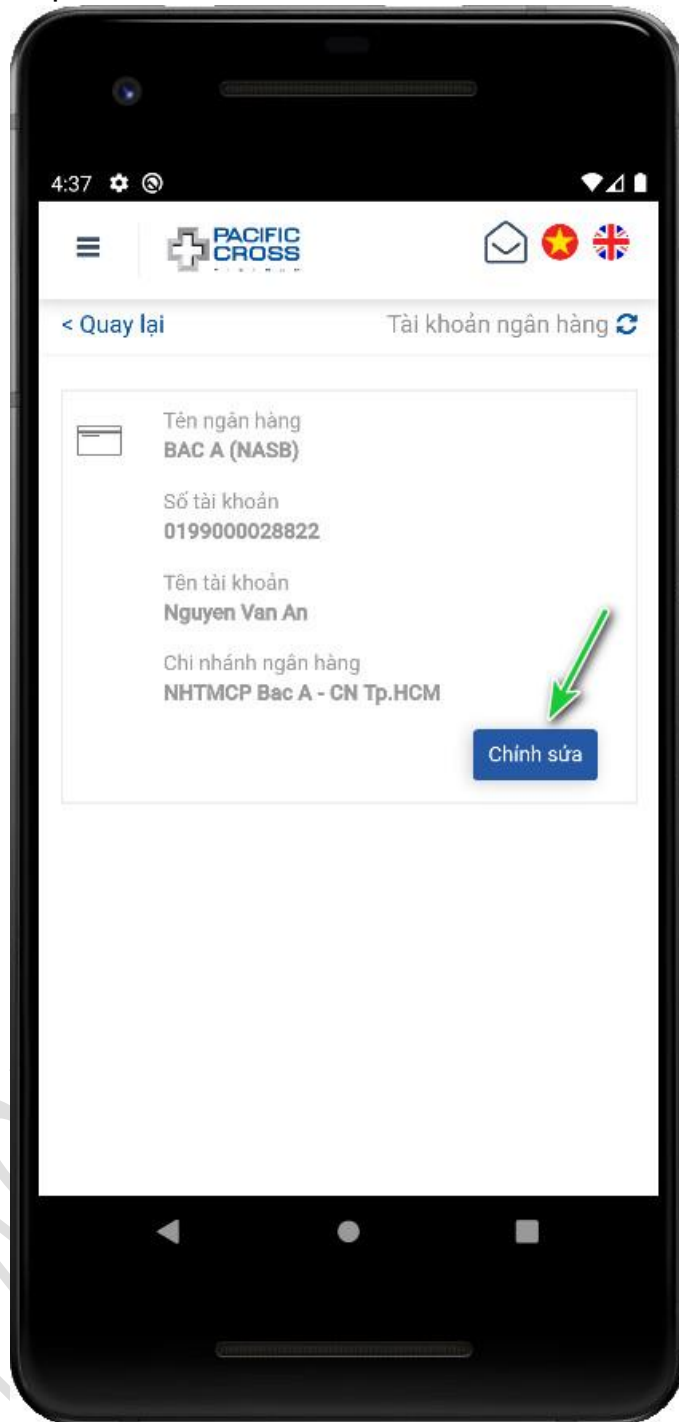 4:37
PACIFIC
CROSS
VIETNAM
< Quay lại
Tài khoản ngân hàng
Tên ngân hàng
BAC A (NASB)
Số tài khoản
0199000028822
Tên tài khoản
Nguyen Van An
Chi nhánh ngân hàng
NHTMCP Bac A - CN Tp.HCM
Chỉnh sửa